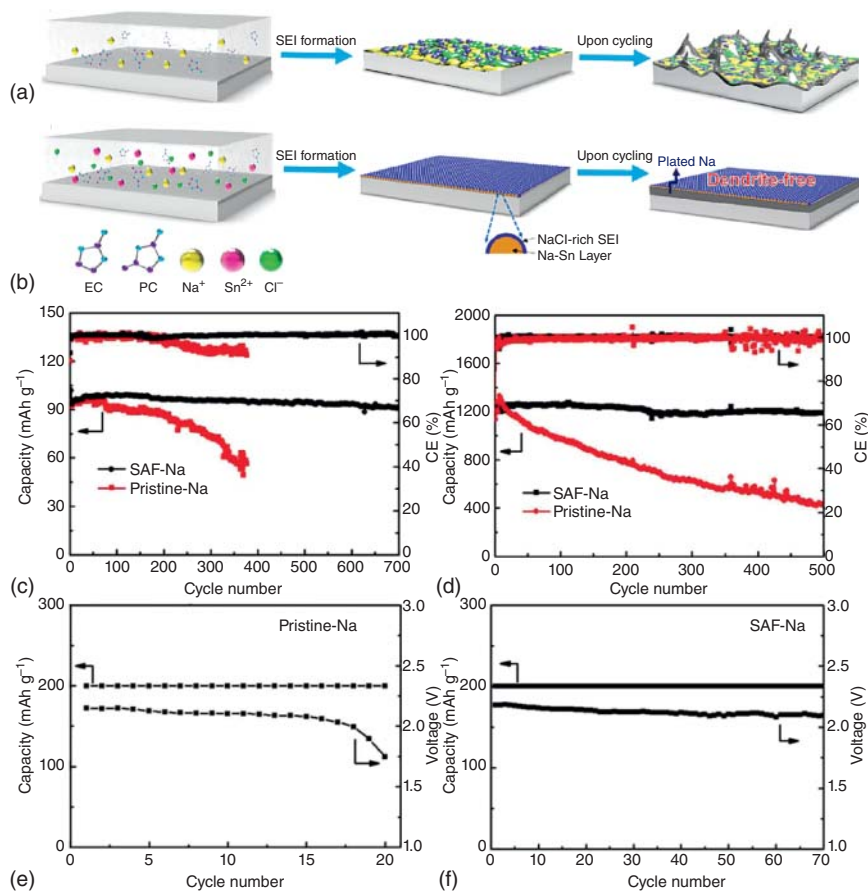 SEI formation
Upon cycling
(a)
SEI formation
Upon cycling
Plated Na
Dendrite-free
NaCl-rich SEI
Na-Sn Layer
EC PC Na⁺ Sn²⁺ Cl⁻
(b)
150
135
120
90
60
30
0
Capacity (mAh g⁻¹)
SAF-Na
Pristine-Na
100
80
60
40
20
0
CE (%)
0 100 200 300 400 500 600 700
Cycle number
(c)
2000
1800
1600
1200
800
400
0
Capacity (mAh g⁻¹)
SAF-Na
Pristine-Na
100
80
60
40
20
0
CE (%)
0 100 200 300 400 500
Cycle number
(d)
300
200
100
0
Capacity (mAh g⁻¹)
Pristine-Na
3.0
2.5
2.0
1.5
1.0
Voltage (V)
0 5 10 15 20
Cycle number
(e)
300
200
100
0
Capacity (mAh g⁻¹)
SAF-Na
3.0
2.5
2.0
1.5
1.0
Voltage (V)
0 10 20 30 40 50 60 70
Cycle number
(f)